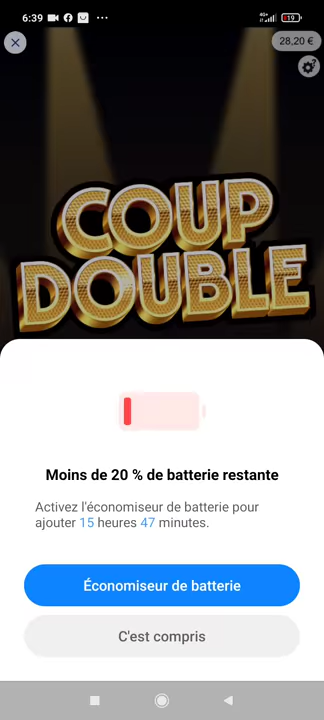 6:39
4G+
19
28,20 €
COUP
DOUBLE
Moins de 20 % de batterie restante
Activez l'économiseur de batterie pour
ajouter 15 heures 47 minutes.
Économiseur de batterie
C'est compris